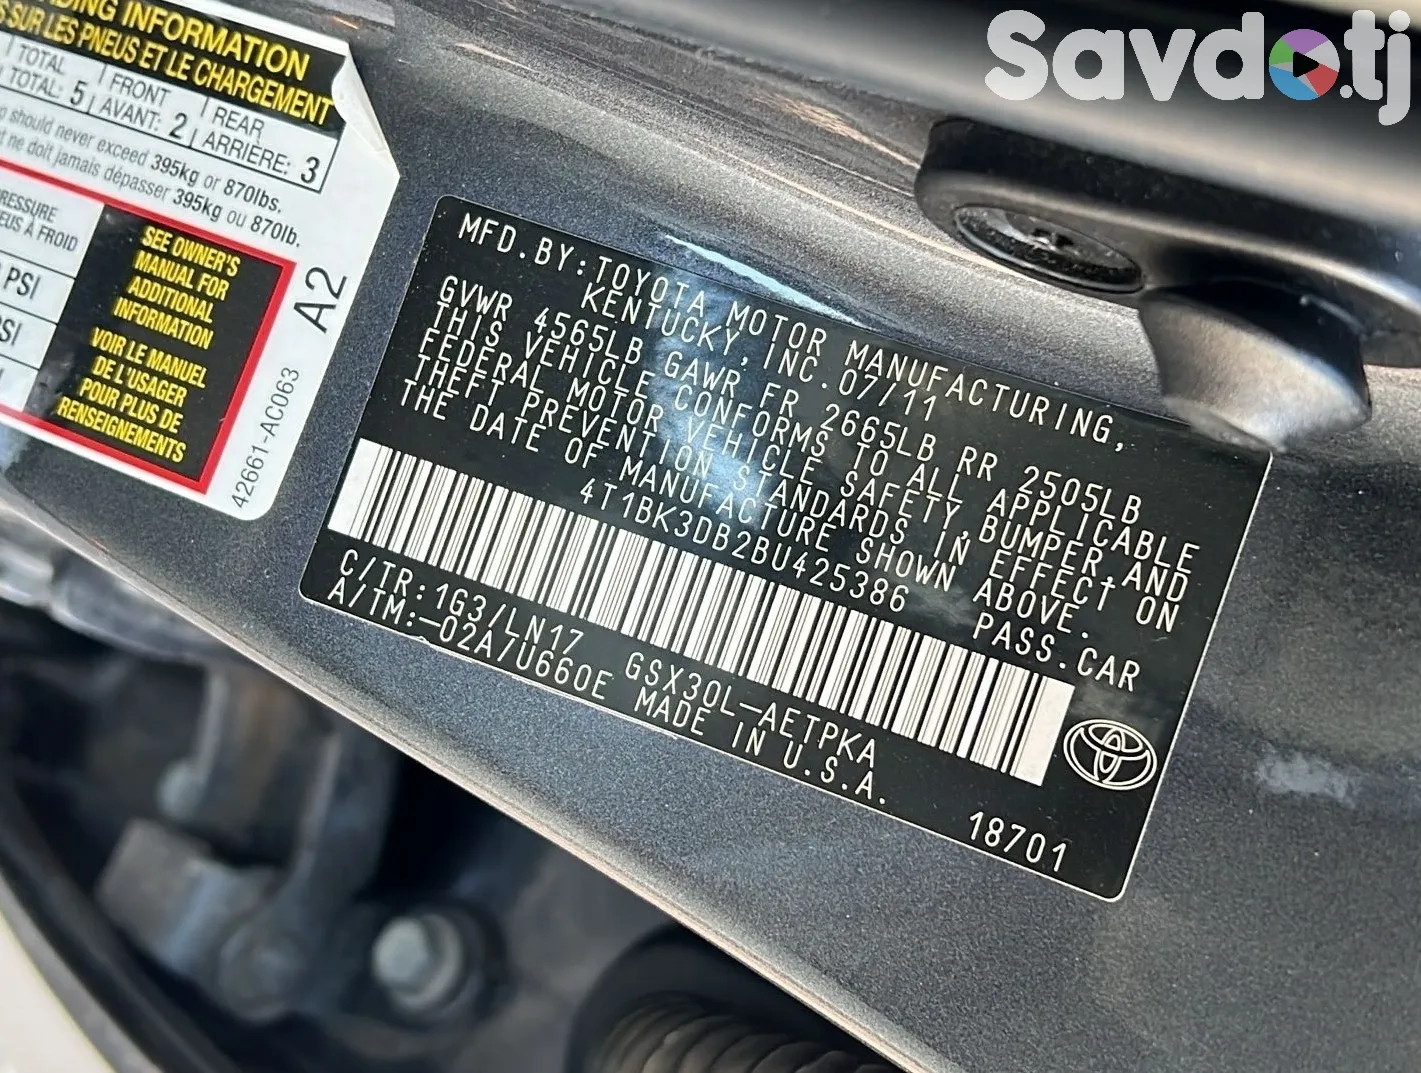 Savdo.tj
ADING INFORMATION
S SUR LES PNEUS ET LE CHARGEMENT
TOTAL
TOTAL: 5
FRONT
AVANT: 2
REAR
ARRIÈRE: 3
should never exceed 395kg or 870lbs.
ne doit jamais dépasser 395kg ou 870lb.
PRESSURE
À FROID
PSI
PSI
SEE OWNER'S
MANUAL FOR
ADDITIONAL
INFORMATION
VOIR LE MANUEL
DE L'USAGER
POUR PLUS DE
RENSEIGNEMENTS
A2
42661-AC063
MFD.BY:TOYOTA MOTOR MANUFACTURING,
KENTUCKY,INC. 07/11
GVWR 4565LB GAWR FR 2665LB RR 2505LB
THIS VEHICLE CONFORMS TO ALL APPLICABLE
FEDERAL MOTOR VEHICLE SAFETY,BUMPER,AND
THEFT PREVENTION STANDARDS IN EFFECT ON
THE DATE OF MANUFACTURE SHOWN ABOVE.
4T1BK3DB2BU425386 PASS.CAR
C/TR:1G3/LN17 GSX30L-AETPKA
A/TM:-02A/U660E MADE IN U.S.A.
18701